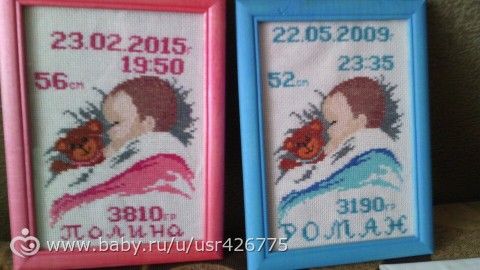 23.02.2015г
19:50
56см
3810гр
Полина
22.05.2009г
23:35
52см
3190гр
РОМАН
www.baby.ru/u/usr426775